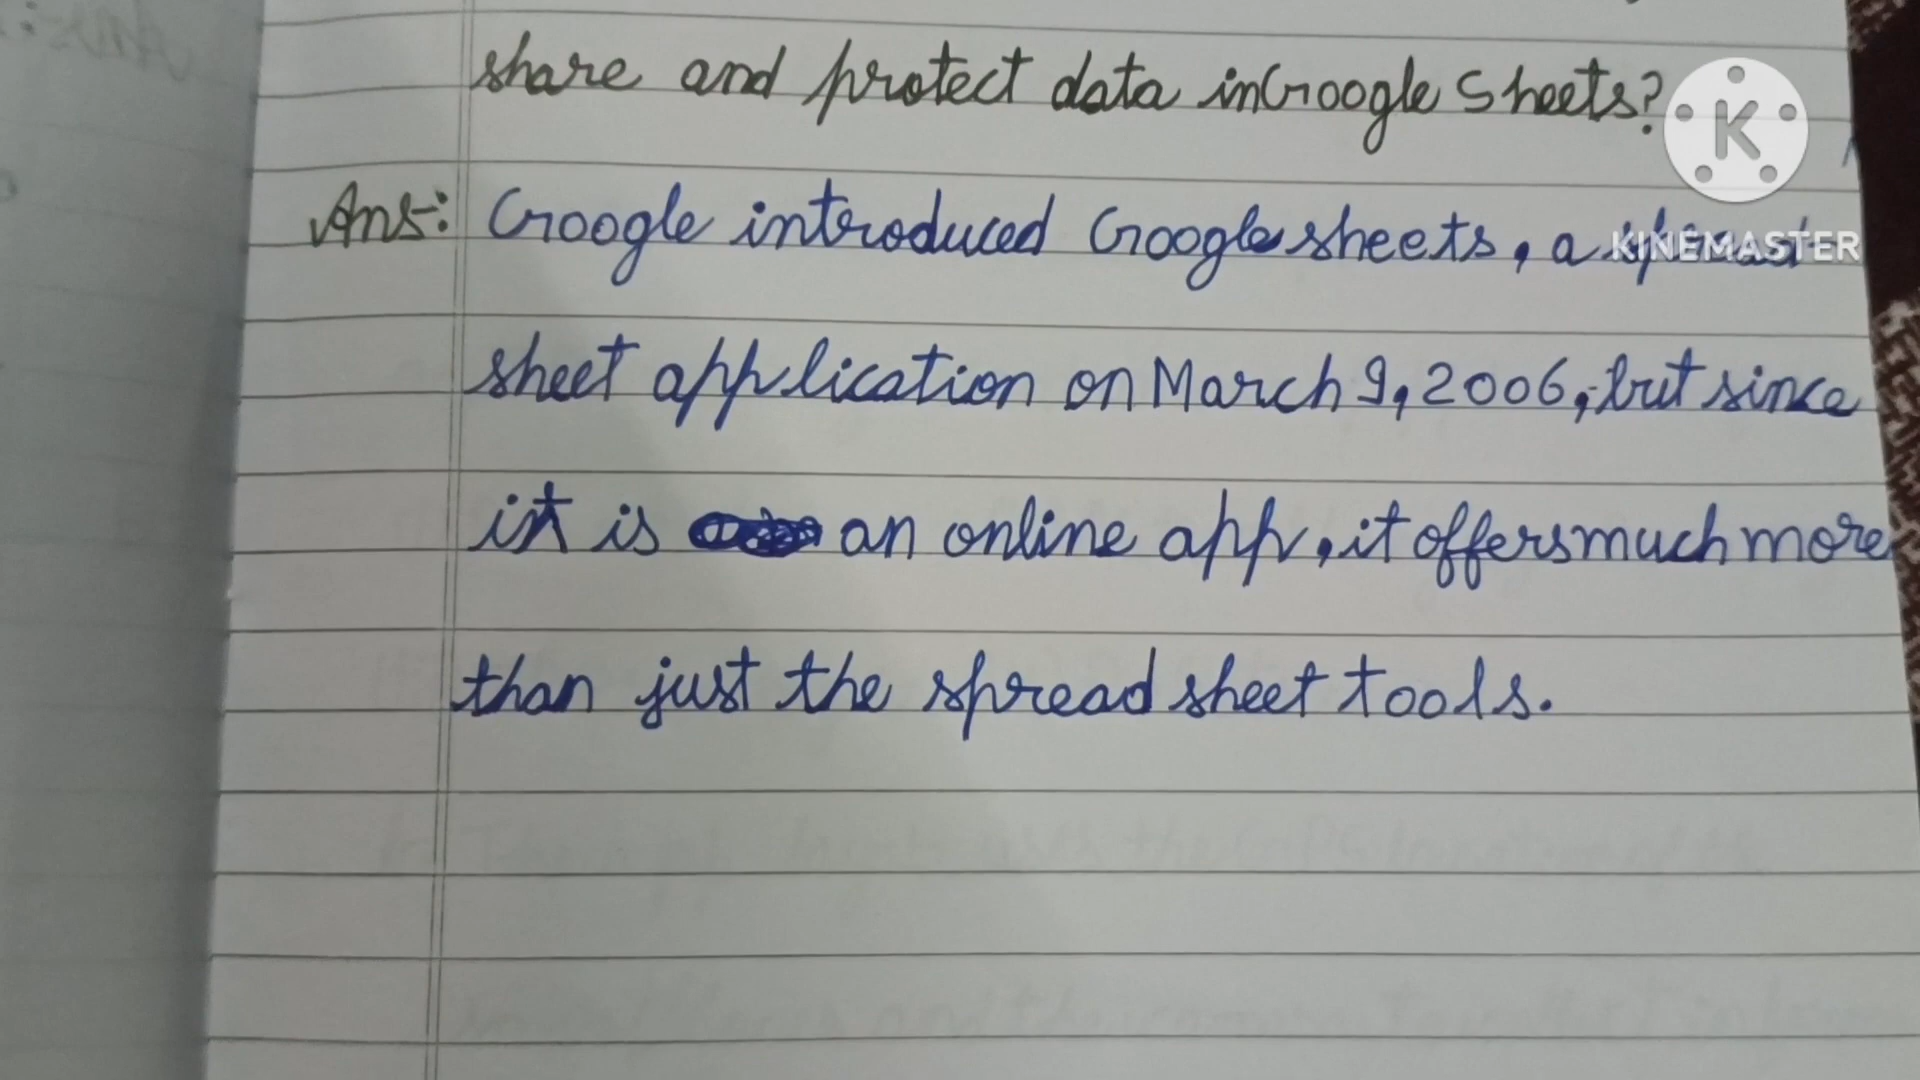 share and protect data in Google Sheets?
Ans: Google introduced Google sheets, a spread
KINEMASTER
sheet application on March 9, 2006, but since
it is an online app, it offers much more
than just the spread sheet tools.